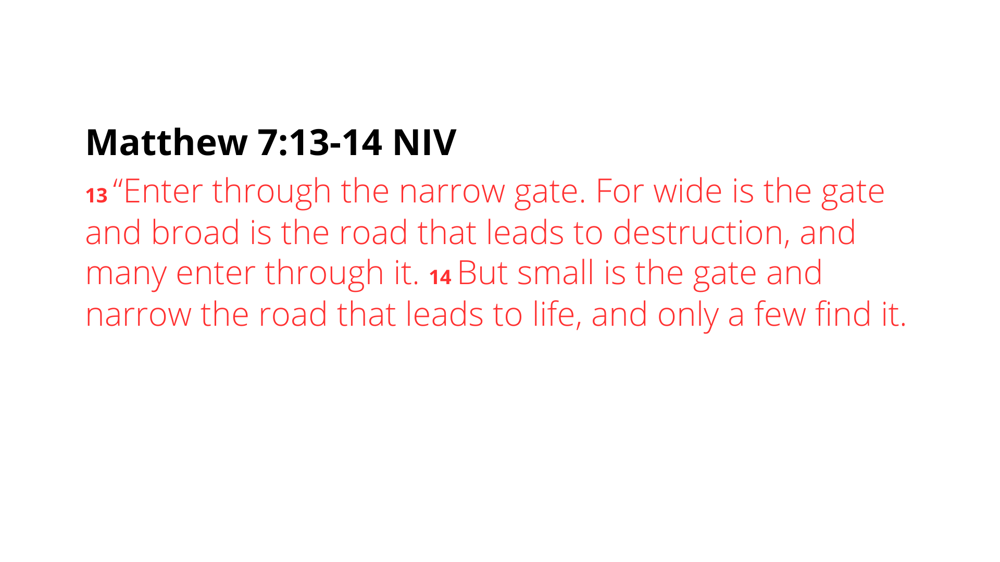 Matthew 7:13-14 NIV
13 “Enter through the narrow gate. For wide is the gate
and broad is the road that leads to destruction, and
many enter through it. 14 But small is the gate and
narrow the road that leads to life, and only a few find it.